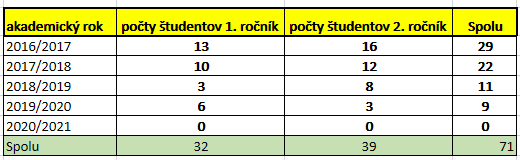 akademický rok počty študentov 1. ročník počty študentov 2. ročník Spolu
2016/2017 13 16 29
2017/2018 10 12 22
2018/2019 3 8 11
2019/2020 6 3 9
2020/2021 0 0 0
Spolu 32 39 71